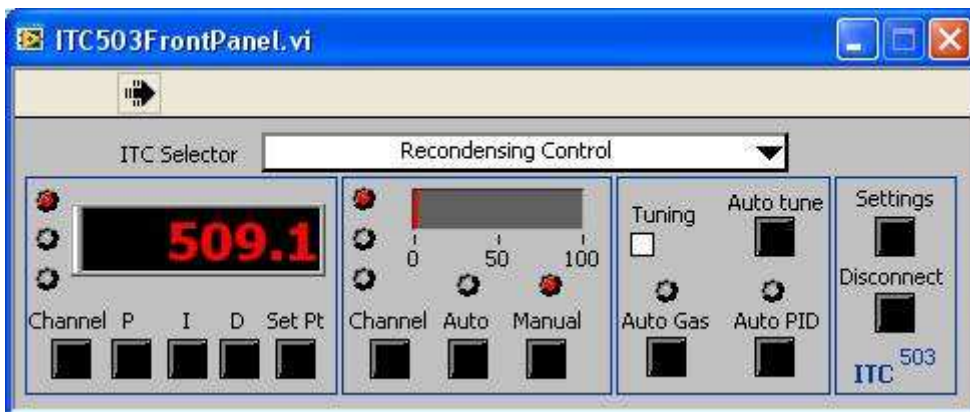 ITC503FrontPanel.vi
ITC Selector Recondensing Control
509.1
Channel P I D Set Pt
0 50 100
Channel Auto Manual
Tuning Auto tune
Auto Gas Auto PID
Settings
Disconnect
ITC 503